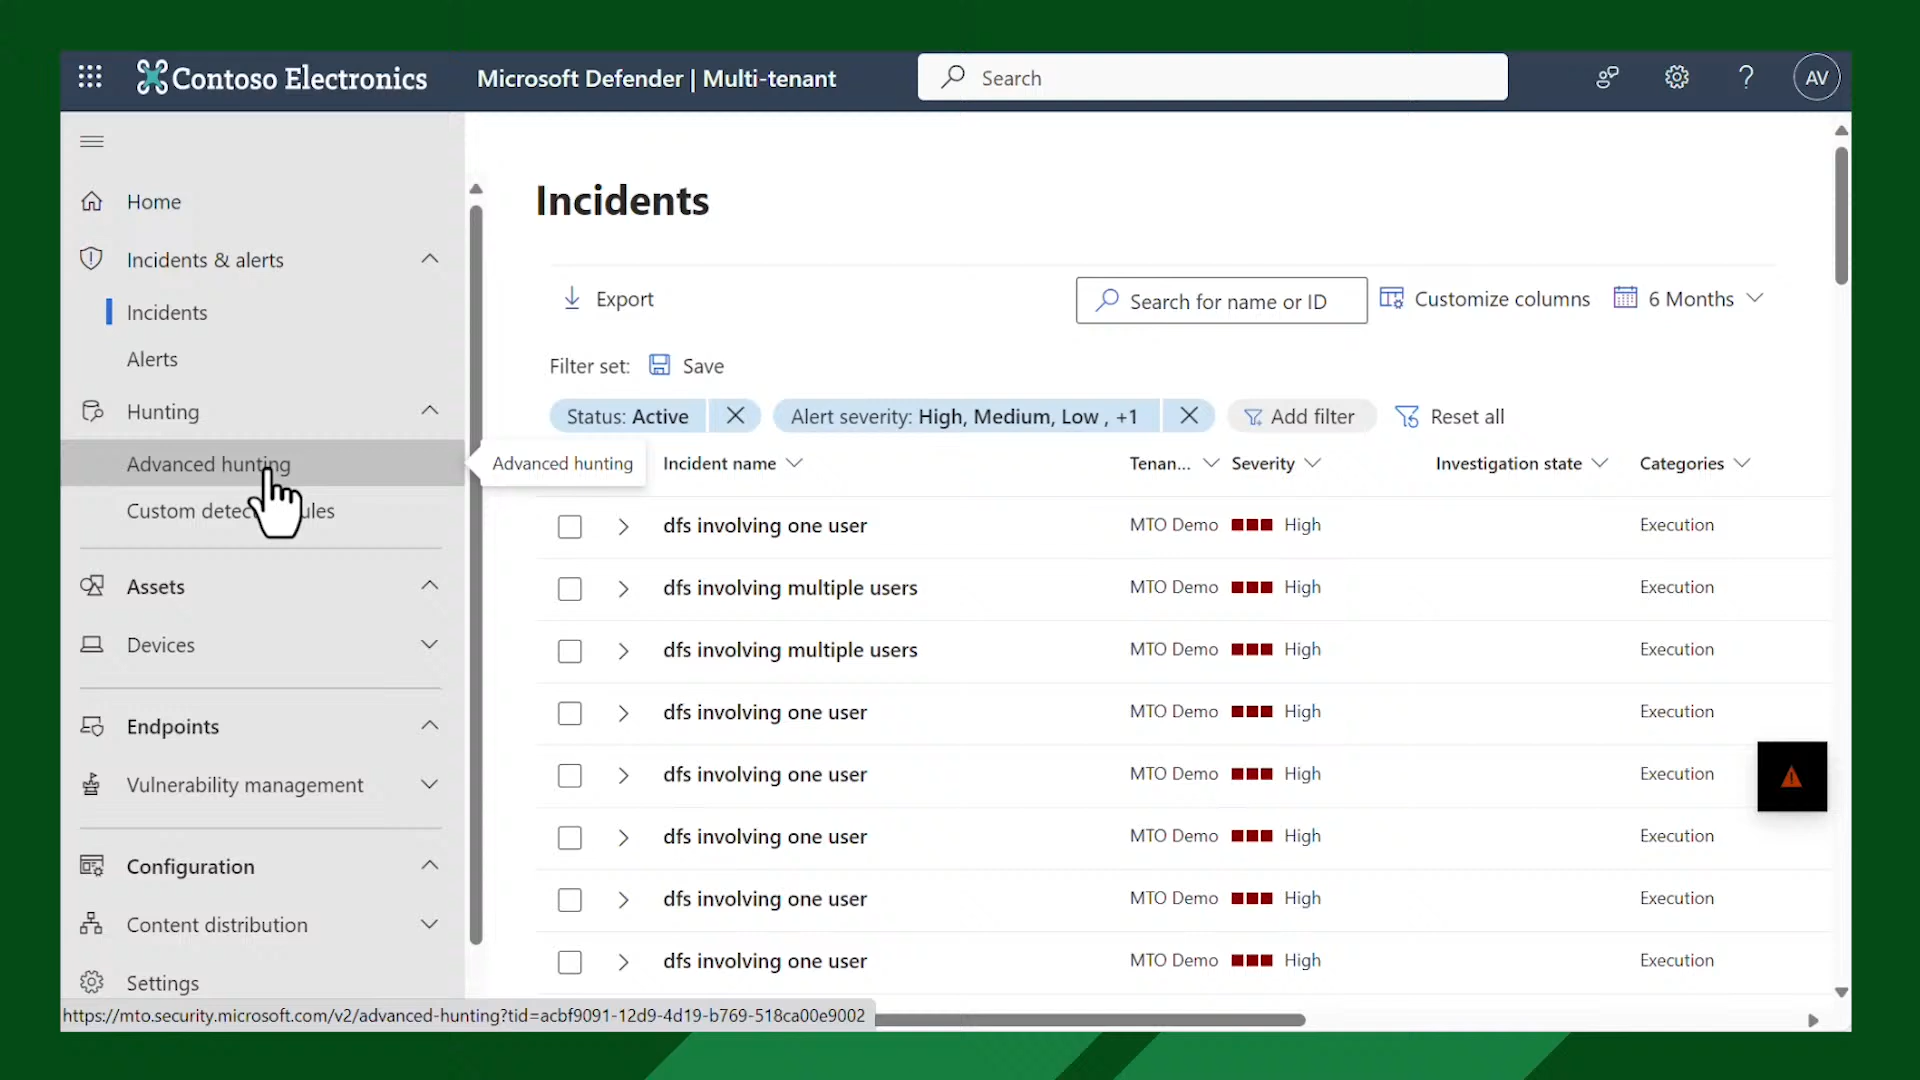 Contoso Electronics
Microsoft Defender | Multi-tenant
Search
?
AV
Home
Incidents & alerts
Incidents
Alerts
Hunting
Advanced hunting
Custom detec ules
Assets
Devices
Endpoints
Vulnerability management
Configuration
Content distribution
Settings
Advanced hunting
Incidents
Export
Search for name or ID
Customize columns
6 Months
Filter set: Save
Status: Active
Alert severity: High, Medium, Low , +1
Add filter
Reset all
Incident name Tenan... Severity Investigation state Categories
dfs involving one user MTO Demo High Execution
dfs involving multiple users MTO Demo High Execution
dfs involving multiple users MTO Demo High Execution
dfs involving one user MTO Demo High Execution
dfs involving one user MTO Demo High Execution
dfs involving one user MTO Demo High Execution
dfs involving one user MTO Demo High Execution
dfs involving one user MTO Demo High Execution
https://mto.security.microsoft.com/v2/advanced-hunting?tid=acbf9091-12d9-4d19-b769-518ca00e9002